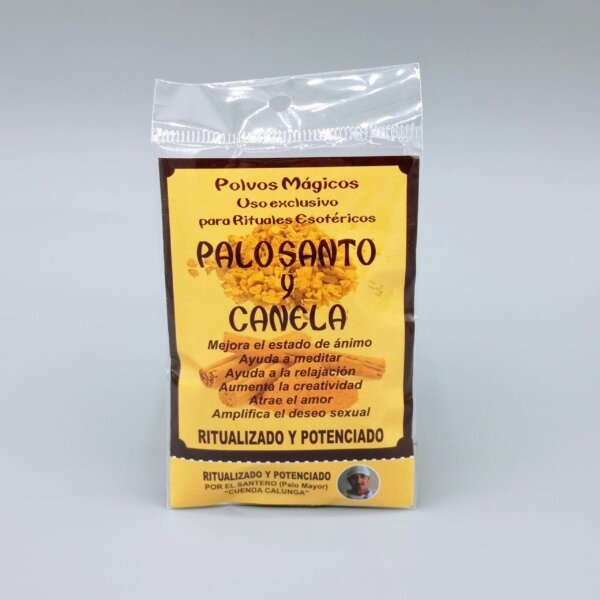 Polvos Mágicos
Uso exclusivo
para Rituales Esotéricos
PALO SANTO
y
CANELA
Mejora el estado de ánimo
Ayuda a meditar
Ayuda a la relajación
Aumenta la creatividad
Atrae el amor
Amplifica el deseo sexual
RITUALIZADO Y POTENCIADO
RITUALIZADO Y POTENCIADO
POR EL SANTERO (Palo Mayor)
"CUENDA CALUNGA"